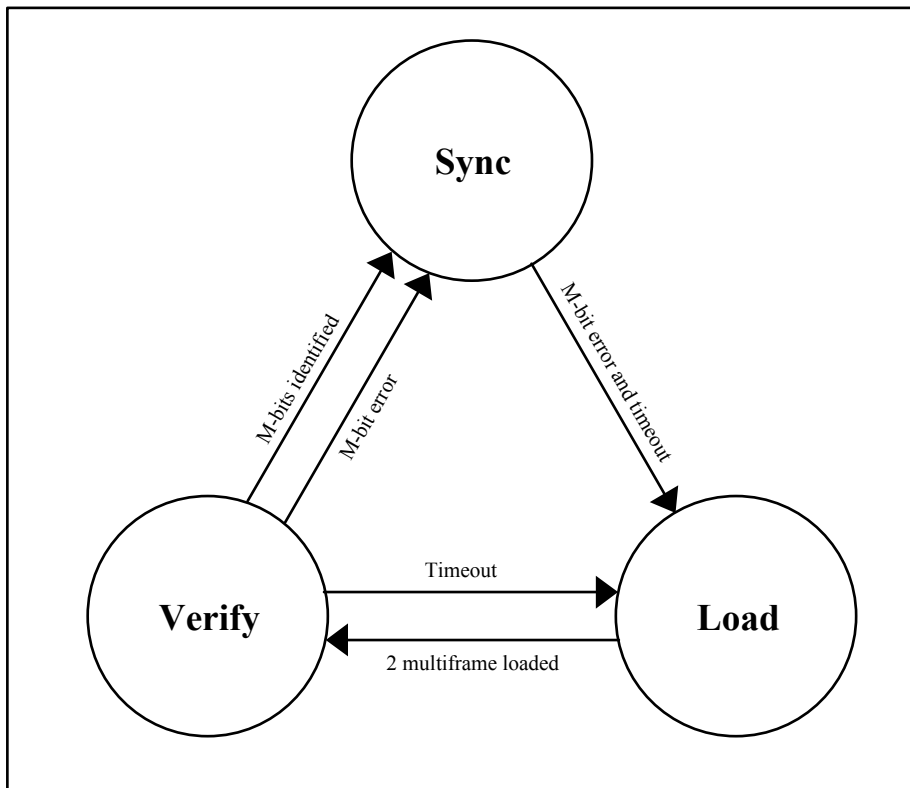 Sync
M-bits identified
M-bit error
M-bit error and timeout
Verify
Timeout
2 multiframe loaded
Load